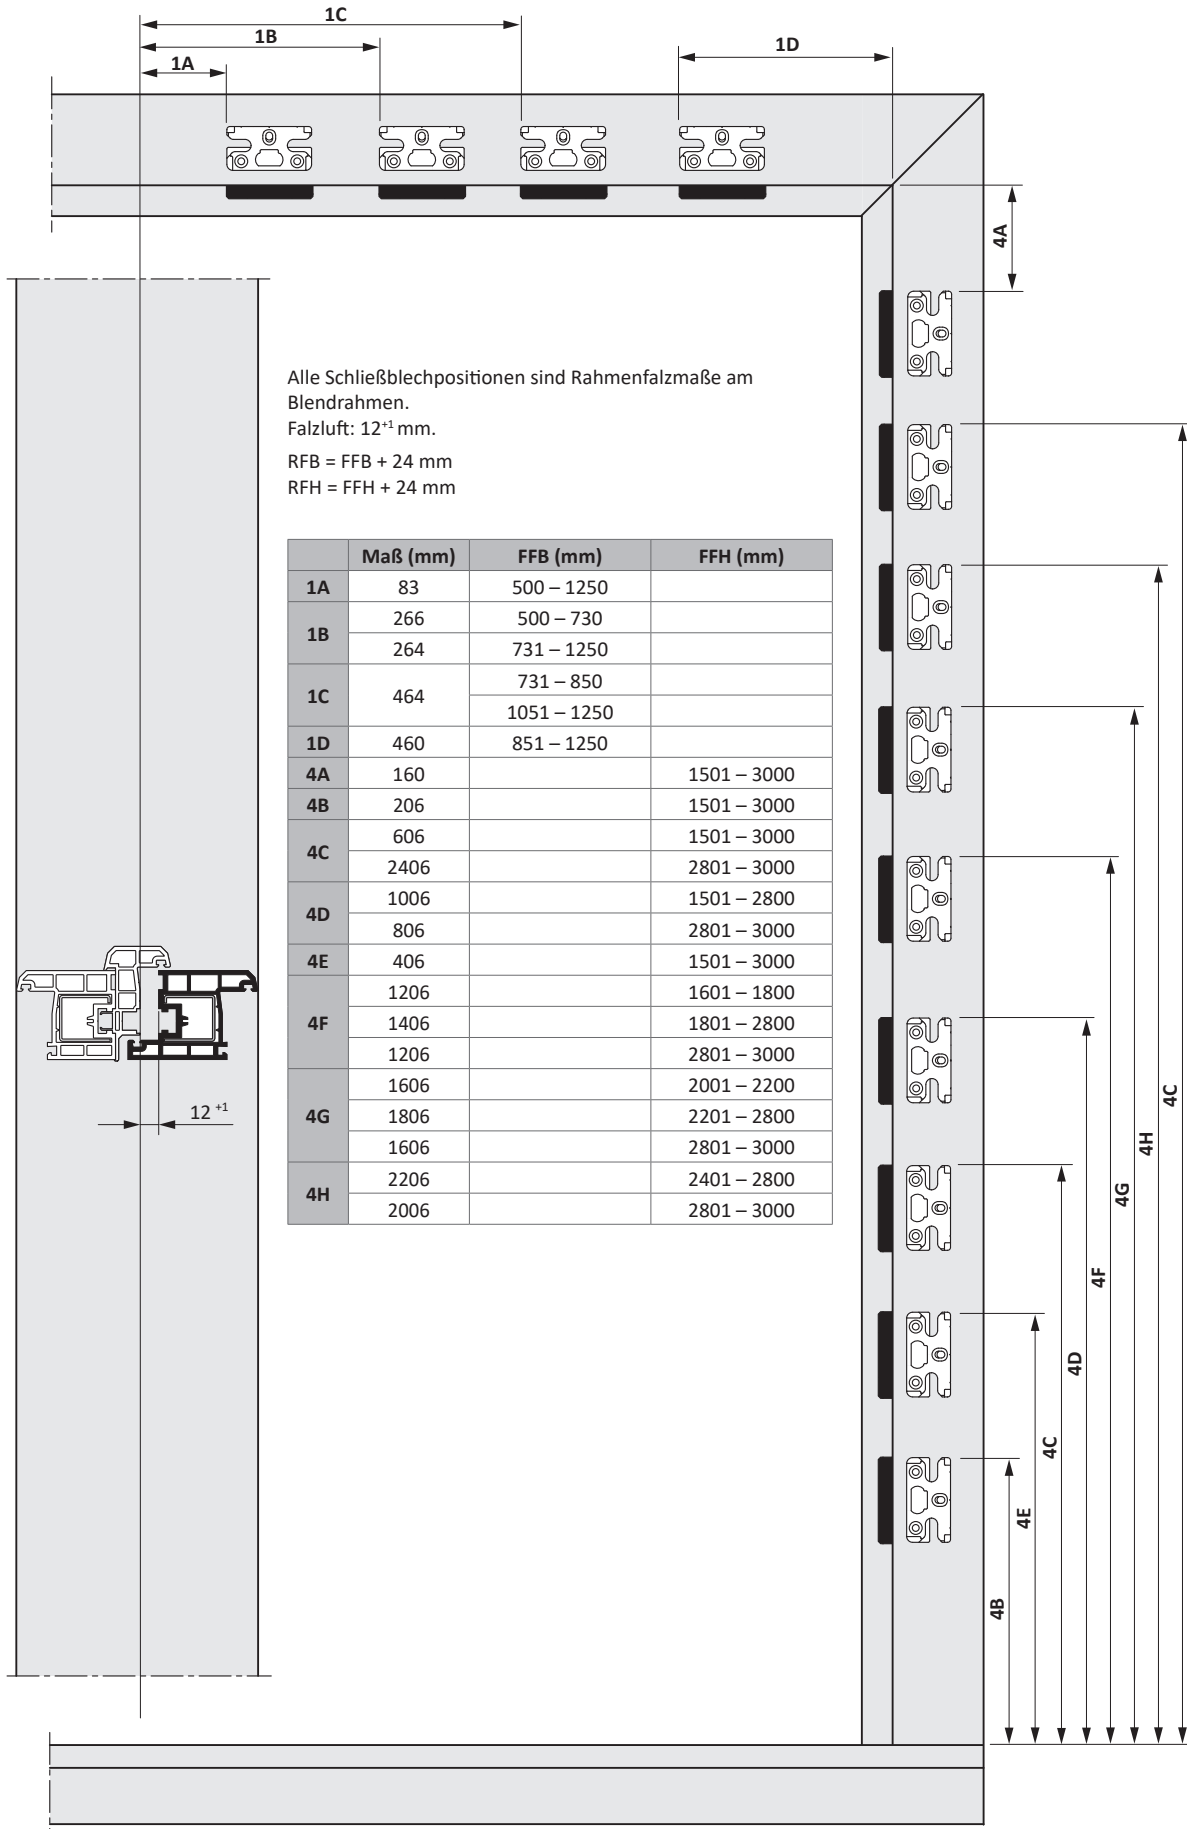 1C
1B
1D
1A
4A
Alle Schließblechpositionen sind Rahmenfalzmaße am
Blendrahmen.
Falzluft: 12⁺¹ mm.
RFB = FFB + 24 mm
RFH = FFH + 24 mm
Maß (mm) FFB (mm) FFH (mm)
1A 83 500 – 1250
1B 266 500 – 730
264 731 – 1250
1C 464 731 – 850
1051 – 1250
1D 460 851 – 1250
4A 160 1501 – 3000
4B 206 1501 – 3000
4C 606 1501 – 3000
2406 2801 – 3000
4D 1006 1501 – 2800
806 2801 – 3000
4E 406 1501 – 3000
4F 1206 1601 – 1800
1406 1801 – 2800
1206 2801 – 3000
4G 1606 2001 – 2200
1806 2201 – 2800
1606 2801 – 3000
4H 2206 2401 – 2800
2006 2801 – 3000
12 ⁺¹
4C
4H
4G
4F
4D
4C
4E
4B